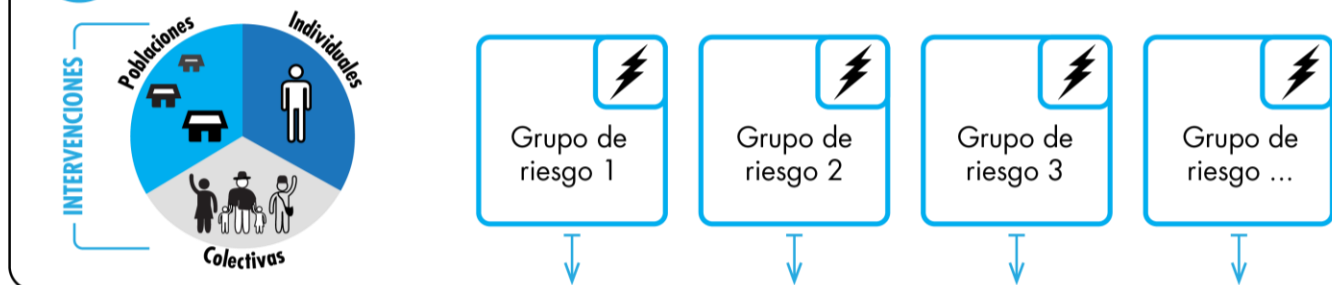 INTERVENCIONES
Poblaciones
Individuales
Colectivas
Grupo de
riesgo 1
Grupo de
riesgo 2
Grupo de
riesgo 3
Grupo de
riesgo ...